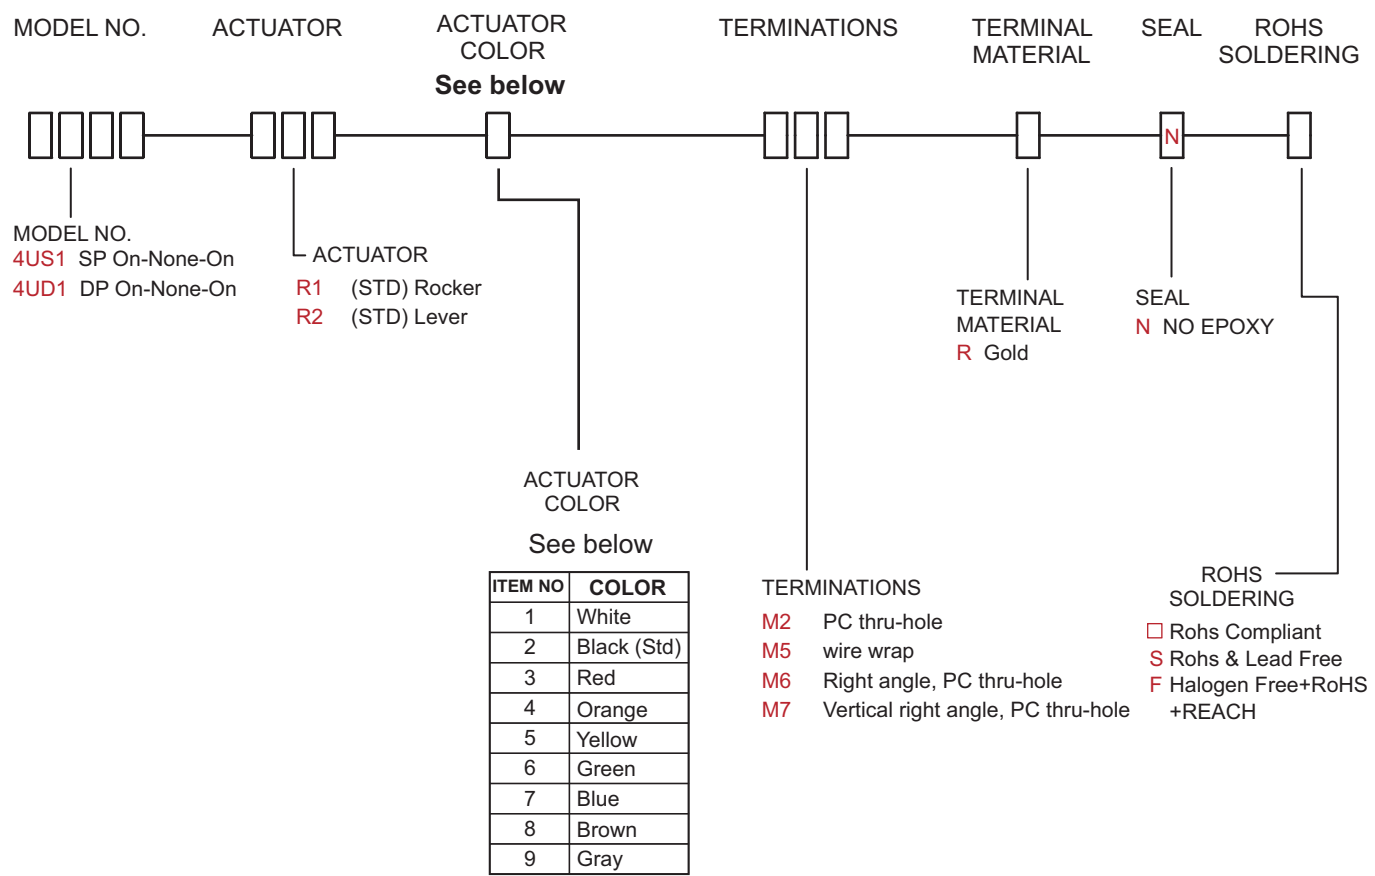 MODEL NO.
ACTUATOR
ACTUATOR
COLOR
See below
TERMINATIONS
TERMINAL
MATERIAL
SEAL
ROHS
SOLDERING
N
MODEL NO.
4US1 SP On-None-On
4UD1 DP On-None-On
ACTUATOR
R1 (STD) Rocker
R2 (STD) Lever
TERMINAL
MATERIAL
R Gold
SEAL
N NO EPOXY
ACTUATOR
COLOR
See below
ITEM NO COLOR
1 White
2 Black (Std)
3 Red
4 Orange
5 Yellow
6 Green
7 Blue
8 Brown
9 Gray
TERMINATIONS
M2 PC thru-hole
M5 wire wrap
M6 Right angle, PC thru-hole
M7 Vertical right angle, PC thru-hole
ROHS
SOLDERING
□ Rohs Compliant
S Rohs & Lead Free
F Halogen Free+RoHS
+REACH